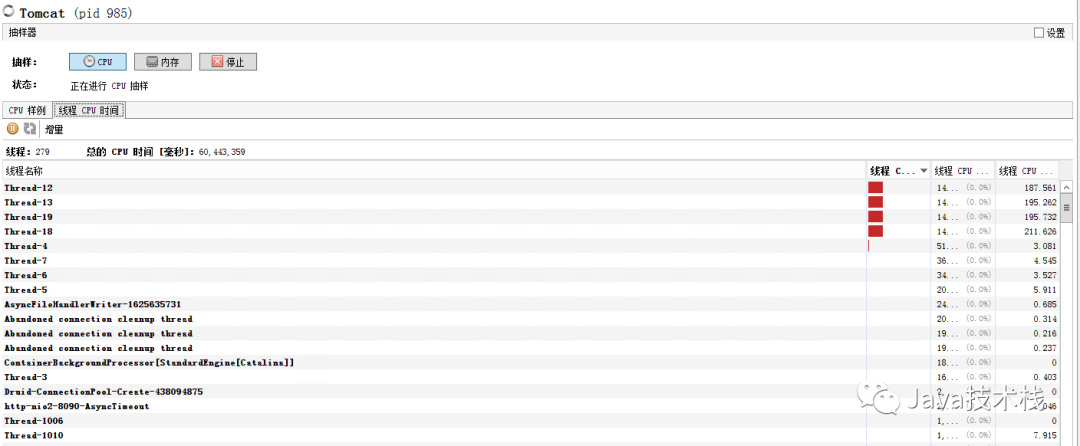 Tomcat (pid 985)
抽样器 设置
抽样： CPU 内存 停止
状态： 正在进行 CPU 抽样
CPU 样例 线程 CPU 时间
增量
线程：279 总的 CPU 时间 [毫秒]：60,443,359
线程名称 线程 C... 线程 CPU ... 线程 CPU ...
Thread-12 14... (0.0%) 187.561
Thread-13 14... (0.0%) 195.262
Thread-19 14... (0.0%) 195.732
Thread-18 14... (0.0%) 211.626
Thread-4 51... (0.0%) 3.081
Thread-7 36... (0.0%) 4.545
Thread-6 34... (0.0%) 3.527
Thread-5 20... (0.0%) 5.911
AsyncFileHandlerWriter-1625635731 24... (0.0%) 0.685
Abandoned connection cleanup thread 20... (0.0%) 0.314
Abandoned connection cleanup thread 19... (0.0%) 0.216
Abandoned connection cleanup thread 19... (0.0%) 0.237
ContainerBackgroundProcessor[StandardEngine[Catalina]] 18... (0.0%) 0
Thread-3 16... (0.0%) 0.403
Druid-ConnectionPool-Create-438094875 0
http-nio2-8090-AsyncTimeout
Thread-1006 1,... (0.0%) 0
Thread-1010 1,... (0.0%) 7.915
Java技术栈